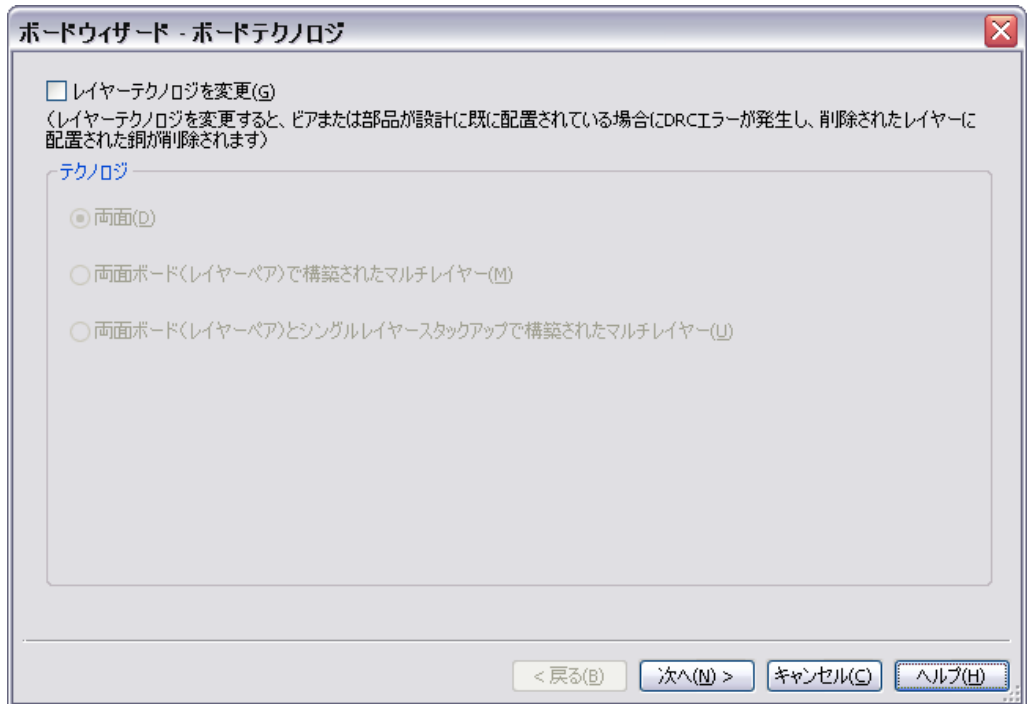 ボードウィザード - ボードテクノロジ
レイヤーテクノロジを変更(G)
(レイヤーテクノロジを変更すると、ビアまたは部品が設計に既に配置されている場合にDRCエラーが発生し、削除されたレイヤーに
配置された銅が削除されます)
テクノロジ
両面(D)
両面ボード(レイヤーペア)で構築されたマルチレイヤー(M)
両面ボード(レイヤーペア)とシングルレイヤースタックアップで構築されたマルチレイヤー(U)
< 戻る(B) 次へ(N) > キャンセル(C) ヘルプ(H)